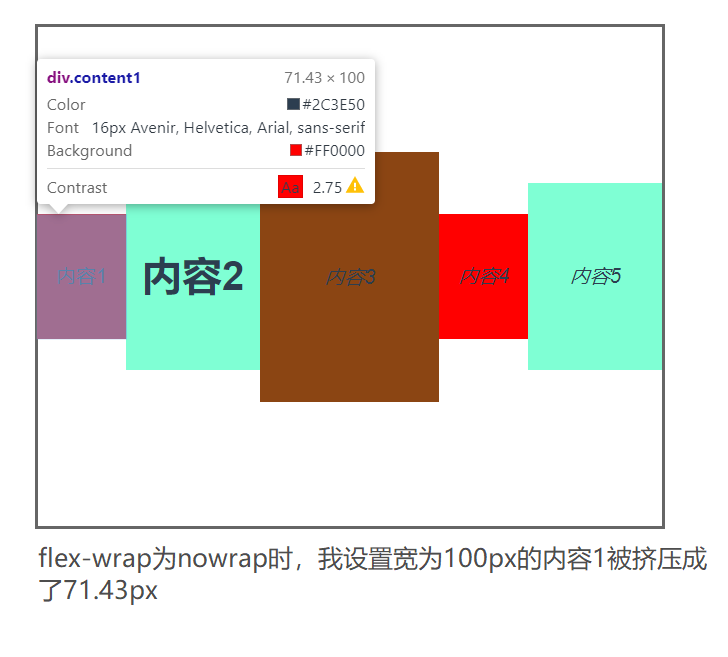 div.content1 71.43 × 100
Color #2C3E50
Font 16px Avenir, Helvetica, Arial, sans-serif
Background #FF0000
Contrast Aa 2.75
内容1 内容2 内容3 内容4 内容5
flex-wrap为nowrap时，我设置宽为100px的内容1被挤压成
了71.43px